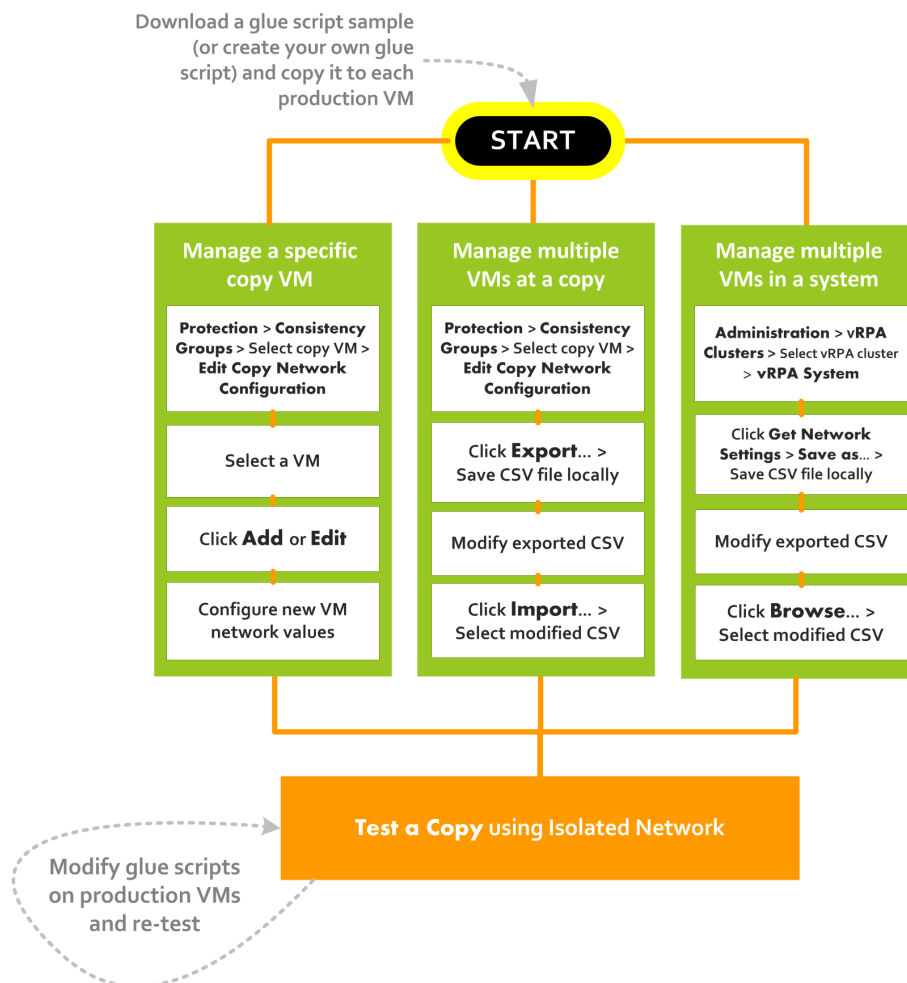 Download a glue script sample
(or create your own glue
script) and copy it to each
production VM
START
Manage a specific
copy VM
Protection > Consistency
Groups > Select copy VM >
Edit Copy Network
Configuration
Select a VM
Click Add or Edit
Configure new VM
network values
Manage multiple
VMs at a copy
Protection > Consistency
Groups > Select copy VM >
Edit Copy Network
Configuration
Click Export... >
Save CSV file locally
Modify exported CSV
Click Import... >
Select modified CSV
Manage multiple
VMs in a system
Administration > vRPA
Clusters > Select vRPA cluster
> vRPA System
Click Get Network
Settings > Save as... >
Save CSV file locally
Modify exported CSV
Click Browse... >
Select modified CSV
Test a Copy using Isolated Network
Modify glue scripts
on production VMs
and re-test